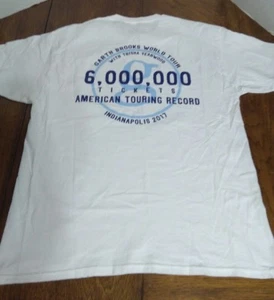 GARTH BROOKS WORLD TOUR
WITH TRISHA YEARWOOD
6,000,000
TICKETS
AMERICAN TOURING RECORD
INDIANAPOLIS 2017